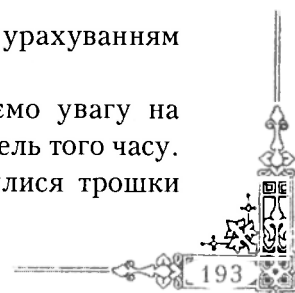 урахуванням
ємо увагу на
ель того часу.
лися трошки
193